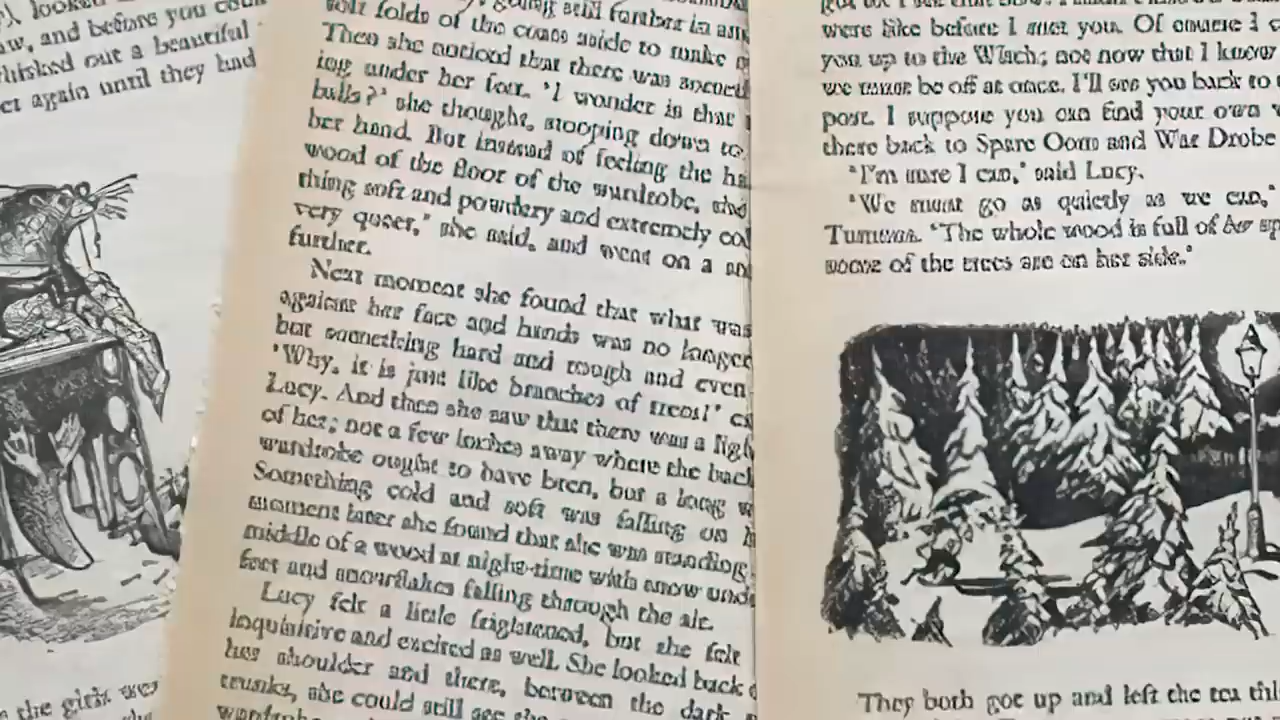 looked
w, and before you coul
whisked out a beautiful
et again until they had
the girls wer
going still further in and
soft folds of the coats aside to make
Then she noticed that there was someth
ing under her feet. 'I wonder is that
balls?' she thought, stooping down to
her hand. But instead of feeling the ha
wood of the floor of the wardrobe, she
thing soft and powdery and extremely col
very queer,' she said, and went on a
further.
Next moment she found that what was
against her face and hands was no longer
but something hard and rough and even
'Why, it is just like branches of trees!' ex
Lucy. And then she saw that there was a ligh
of her; not a few inches away where the back
wardrobe ought to have been, but a long w
Something cold and soft was falling on h
moment later she found that she was standing
middle of a wood at night-time with snow unde
feet and snowflakes falling through the air.
Lucy felt a little frightened, but she felt
inquisitive and excited as well. She looked back
her shoulder and there, between the dark
trunks, she could still see the
were like before I met you. Of course I c
you up to the Witch; not now that I know
we must be off at once. I'll see you back to
post. I suppose you can find your own
there back to Spare Oom and War Drobe
'I'm sure I can,' said Lucy.
'We must go as quietly as we can,'
Tumnus. 'The whole wood is full of her sp
some of the trees are on her side.'
They both got up and left the tea thi